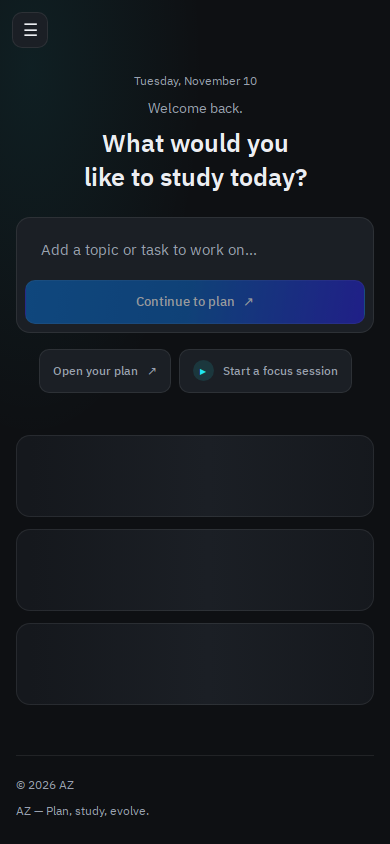 Tuesday, November 10
Welcome back.
What would you
like to study today?
Add a topic or task to work on...
Continue to plan ↗
Open your plan ↗
Start a focus session
© 2026 AZ
AZ — Plan, study, evolve.